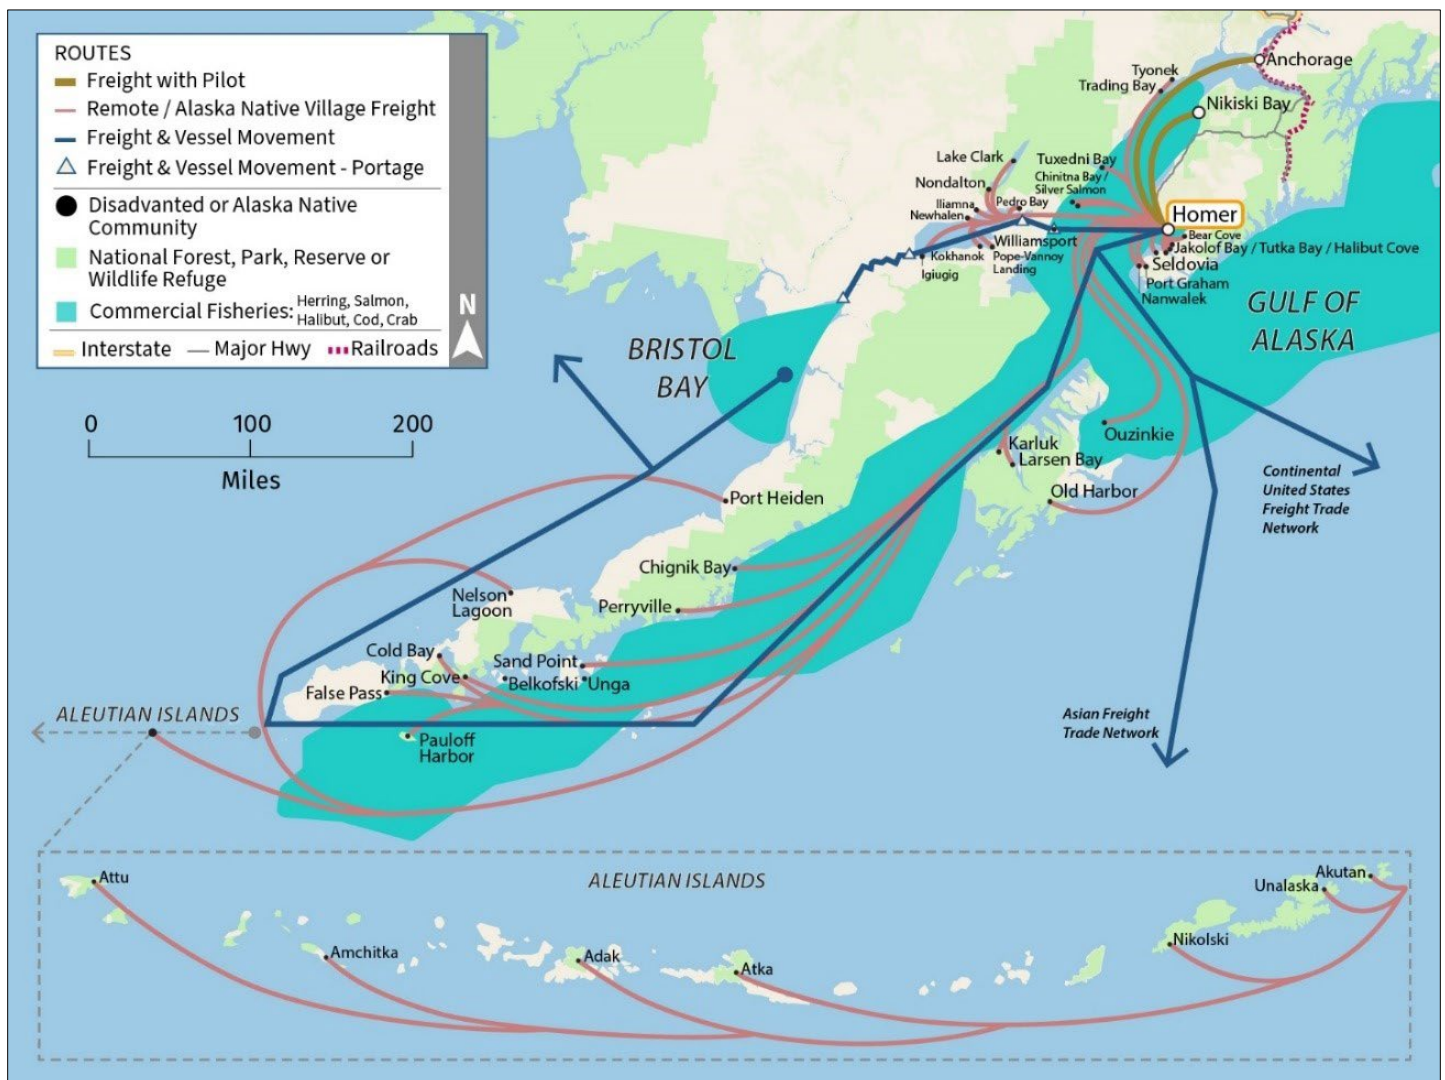 ROUTES
Freight with Pilot
Remote / Alaska Native Village Freight
Freight & Vessel Movement
Freight & Vessel Movement - Portage
Disadvanted or Alaska Native
Community
National Forest, Park, Reserve or
Wildlife Refuge
Commercial Fisheries: Herring, Salmon,
Halibut, Cod, Crab
Interstate
Major Hwy
Railroads
N
0
100
200
Miles
Anchorage
Tyonek
Trading Bay
Nikiski Bay
Lake Clark
Tuxedni Bay
Chinitna Bay /
Silver Salmon
Nondalton
Iliamna
Newhalen
Pedro Bay
Homer
Bear Cove
Jakolof Bay / Tutka Bay / Halibut Cove
Williamsport
Kokhanok
Pope-Vannoy
Landing
Igiugig
Seldovia
Port Graham
Nanwalek
GULF OF
ALASKA
BRISTOL
BAY
Ouzinkie
Karluk
Larsen Bay
Old Harbor
Continental
United States
Freight Trade
Network
Port Heiden
Chignik Bay
Nelson
Lagoon
Perryville
Cold Bay
Sand Point
King Cove
Belkofski
Unga
False Pass
ALEUTIAN ISLANDS
Pauloff
Harbor
Asian Freight
Trade Network
ALEUTIAN ISLANDS
Attu
Akutan
Unalaska
Amchitka
Adak
Atka
Nikolski